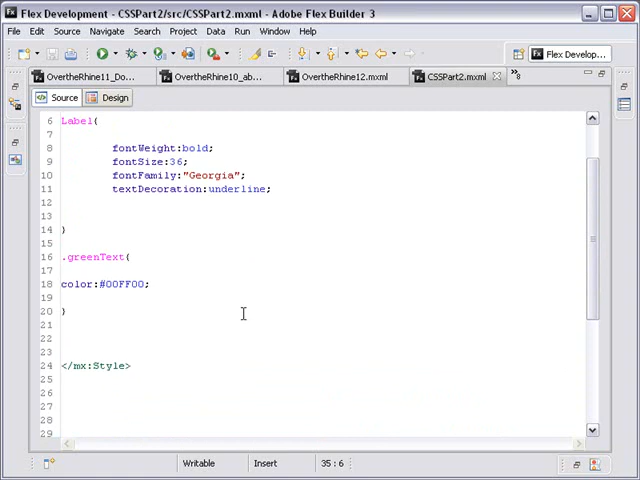 Flex Development - CSSPart2/src/CSSPart2.mxml - Adobe Flex Builder 3
File Edit Source Navigate Search Project Data Run Window Help
Flex Develop...
OvertheRhine11_Do... OvertheRhine10_ab... OvertheRhine12.mxml CSSPart2.mxml
Source Design
6 Label{
7
8 fontWeight:bold;
9 fontSize:36;
10 fontFamily:"Georgia";
11 textDecoration:underline;
12
13
14 }
15
16 .greenText{
17
18 color:#00FF00;
19
20 }
21
22
23
24 </mx:Style>
25
26
27
28
29
Writable Insert 35 : 6